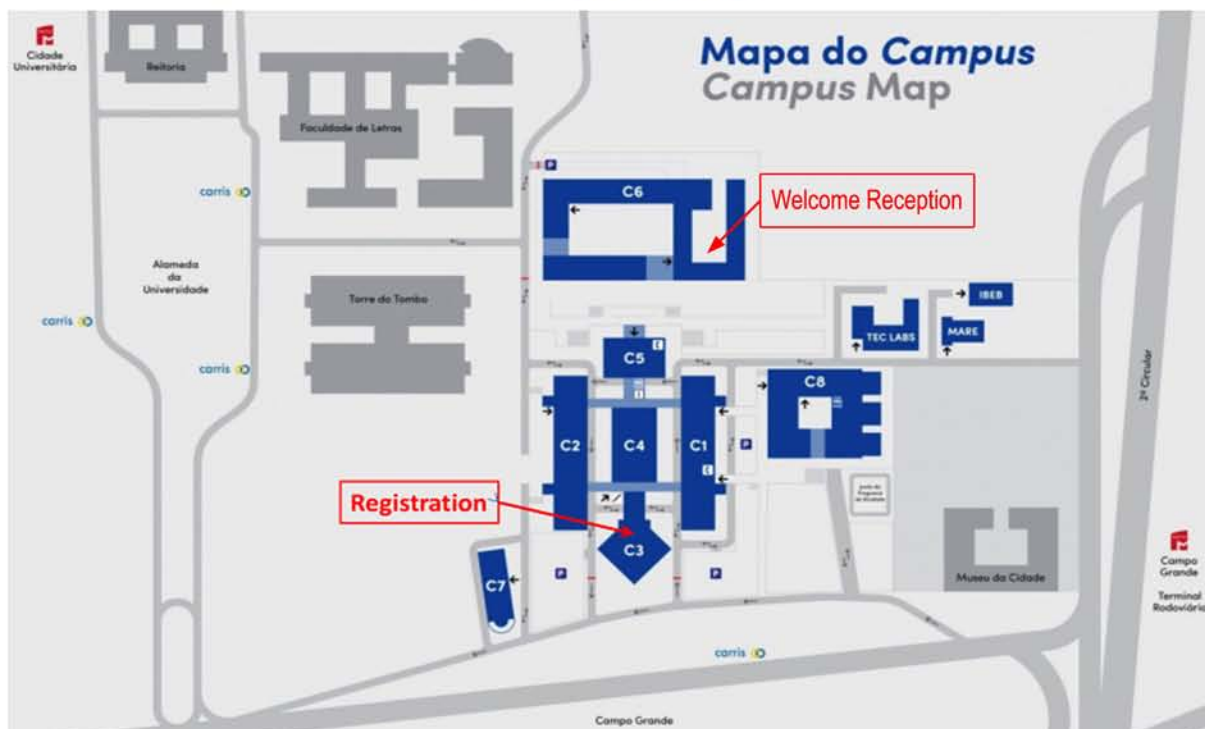 Mapa do Campus
Campus Map
Cidade
Universitária
Reitoria
Faculdade de Letras
P
C6
Welcome Reception
carris
Alameda
da
Universidade
Torre do Tombo
IBEB
carris
TEC LABS
MARE
C5
carris
C8
2ª Circular
C2
C4
C1
P
Registration
C3
Museu da Cidade
Campo
Grande
Terminal
Rodoviário
C7
P
P
carris
Campo Grande